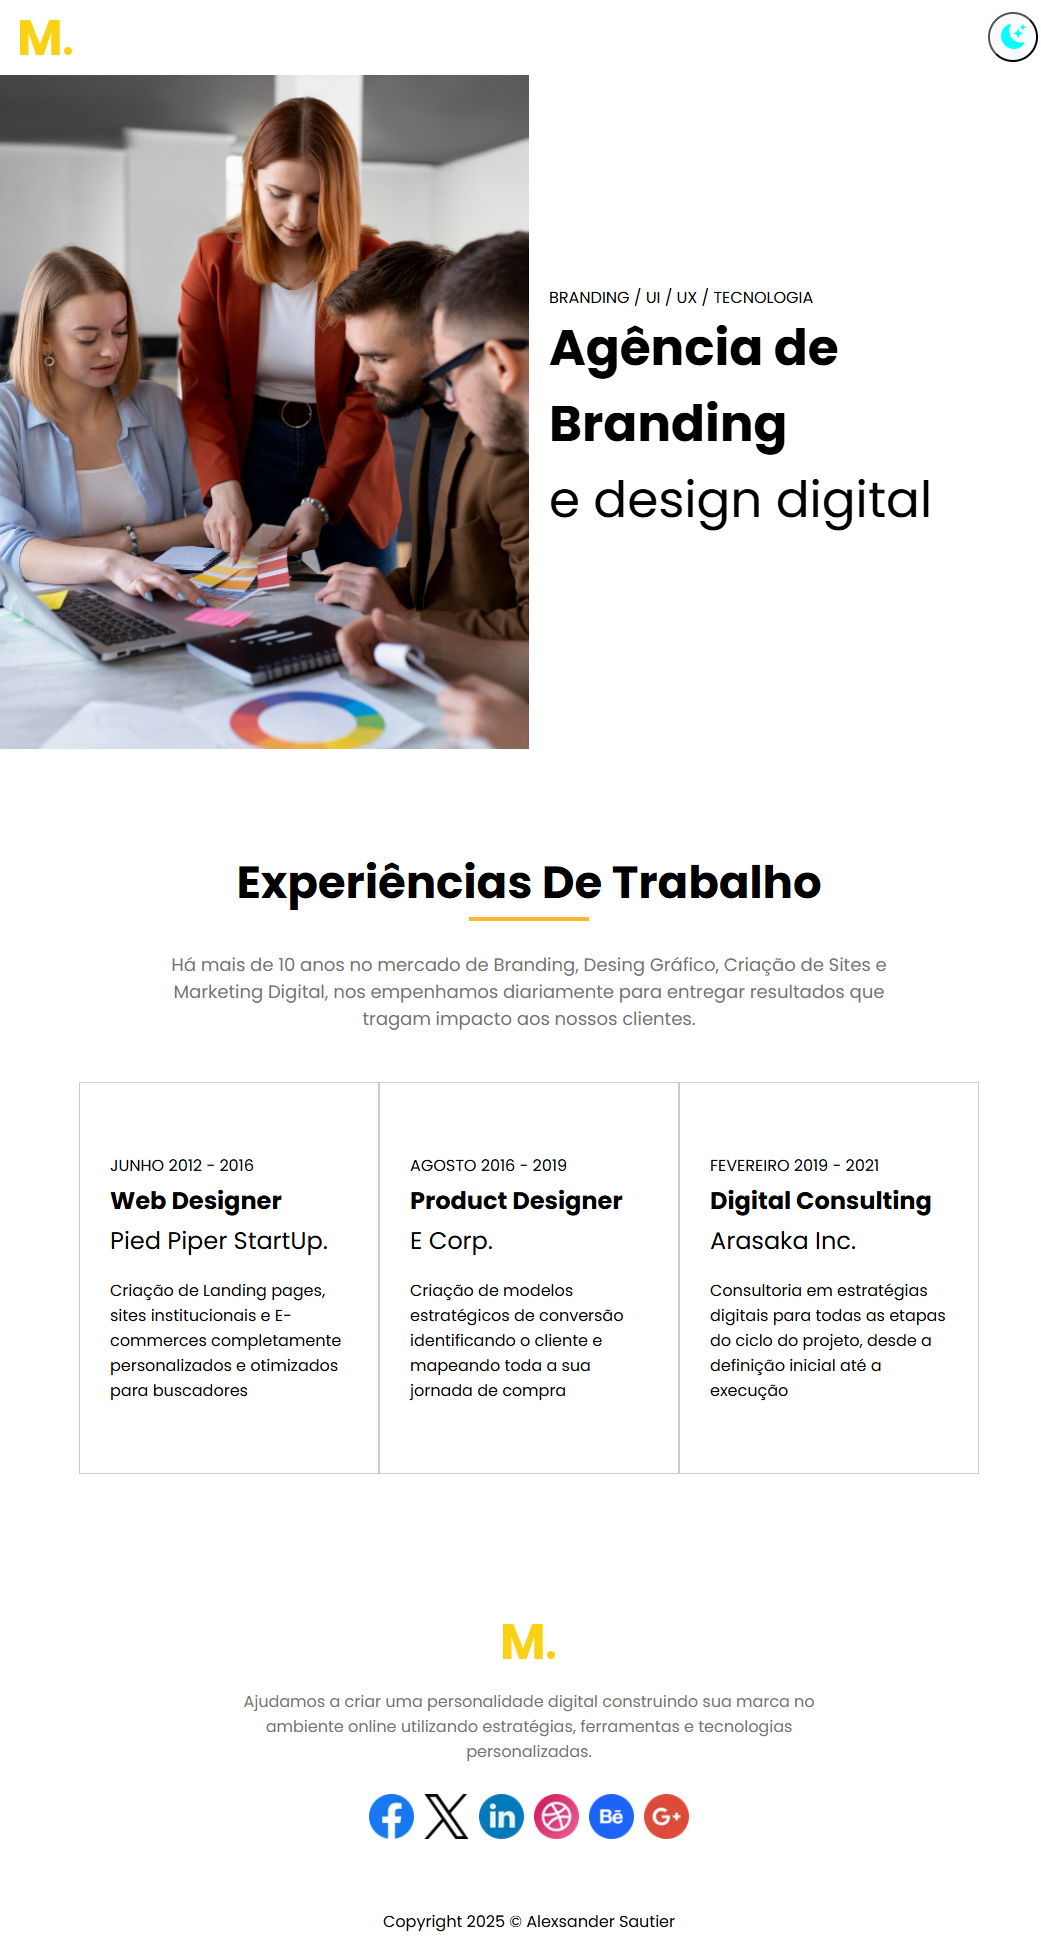 M.
BRANDING / UI / UX / TECNOLOGIA
Agência de
Branding
e design digital
Experiências De Trabalho
Há mais de 10 anos no mercado de Branding, Desing Gráfico, Criação de Sites e
Marketing Digital, nos empenhamos diariamente para entregar resultados que
tragam impacto aos nossos clientes.
JUNHO 2012 - 2016
Web Designer
Pied Piper StartUp.
Criação de Landing pages,
sites institucionais e E-
commerces completamente
personalizados e otimizados
para buscadores
AGOSTO 2016 - 2019
Product Designer
E Corp.
Criação de modelos
estratégicos de conversão
identificando o cliente e
mapeando toda a sua
jornada de compra
FEVEREIRO 2019 - 2021
Digital Consulting
Arasaka Inc.
Consultoria em estratégias
digitais para todas as etapas
do ciclo do projeto, desde a
definição inicial até a
execução
M.
Ajudamos a criar uma personalidade digital construindo sua marca no
ambiente online utilizando estratégias, ferramentas e tecnologias
personalizadas.
f X in Bē G+
Copyright 2025 © Alexsander Sautier